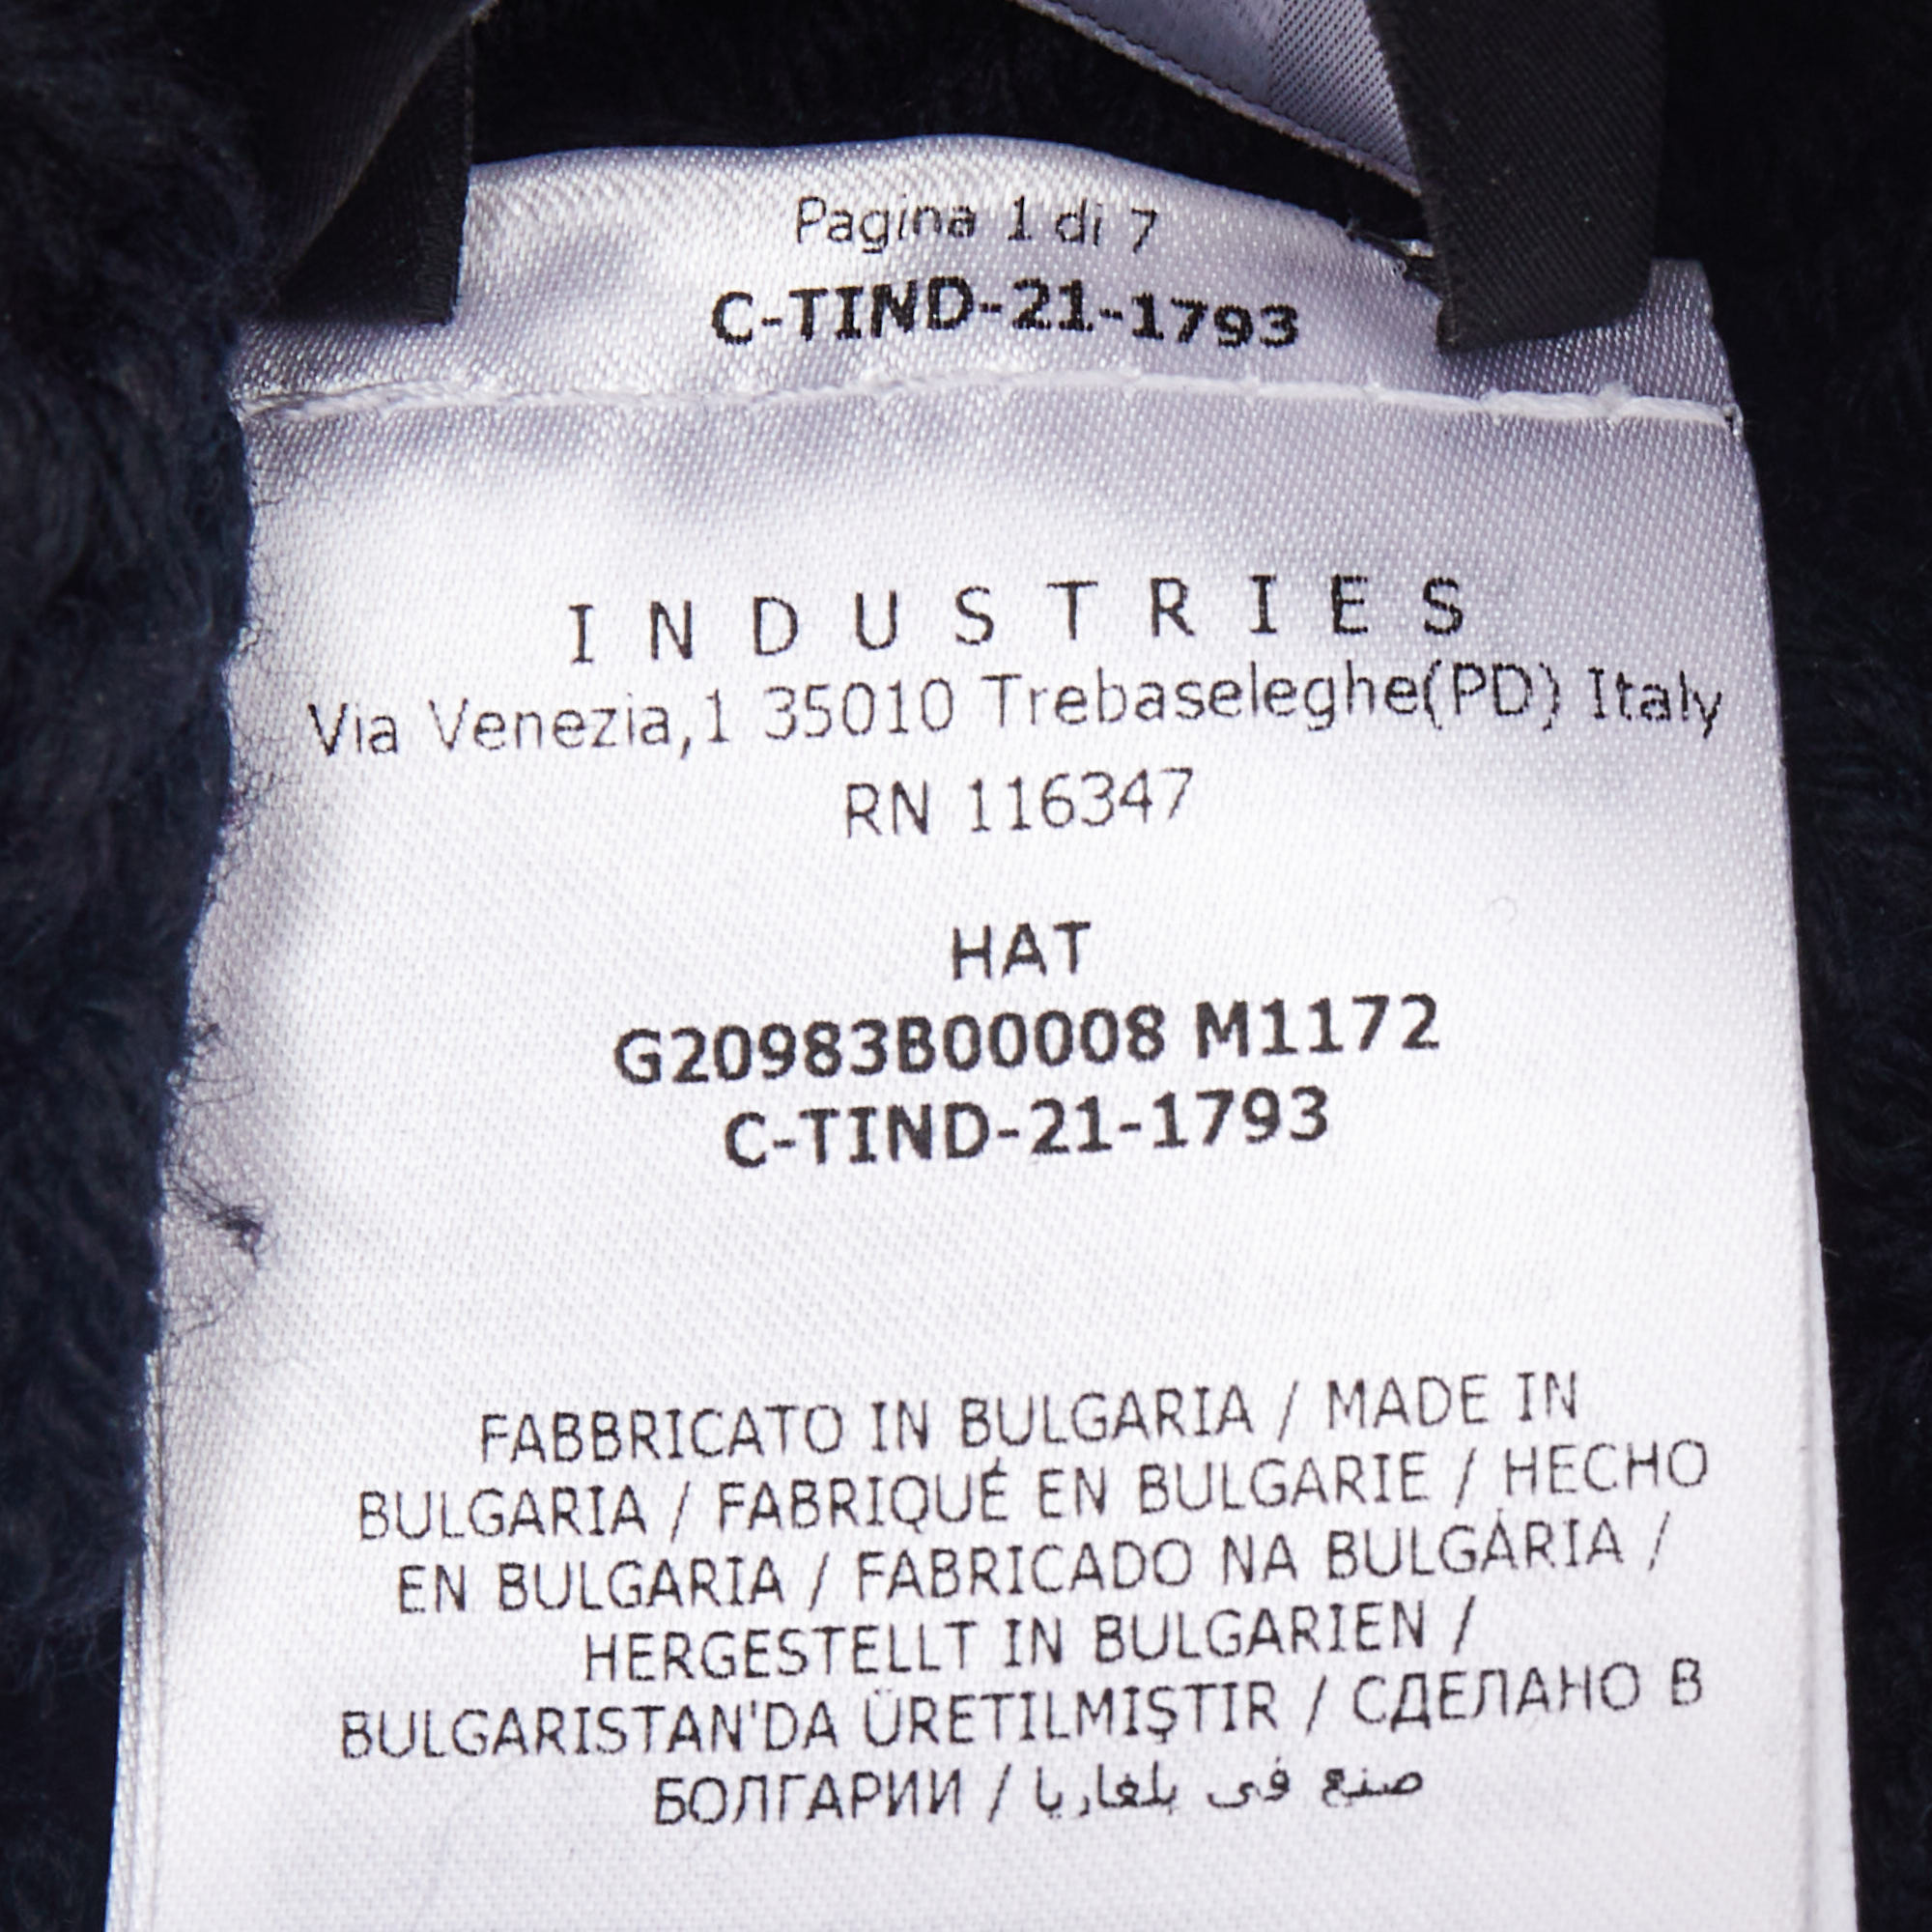 Pagina 1 di 7
C-TIND-21-1793
INDUSTRIES
Via Venezia,1 35010 Trebaseleghe(PD) Italy
RN 116347
HAT
G20983B00008 M1172
C-TIND-21-1793
FABBRICATO IN BULGARIA / MADE IN
BULGARIA / FABRIQUÉ EN BULGARIE / HECHO
EN BULGARIA / FABRICADO NA BULGÁRIA /
HERGESTELLT IN BULGARIEN /
BULGARISTAN'DA ÜRETILMIŞTIR / СДЕЛАНО В
БОЛГАРИИ / صنع فى بلغاريا